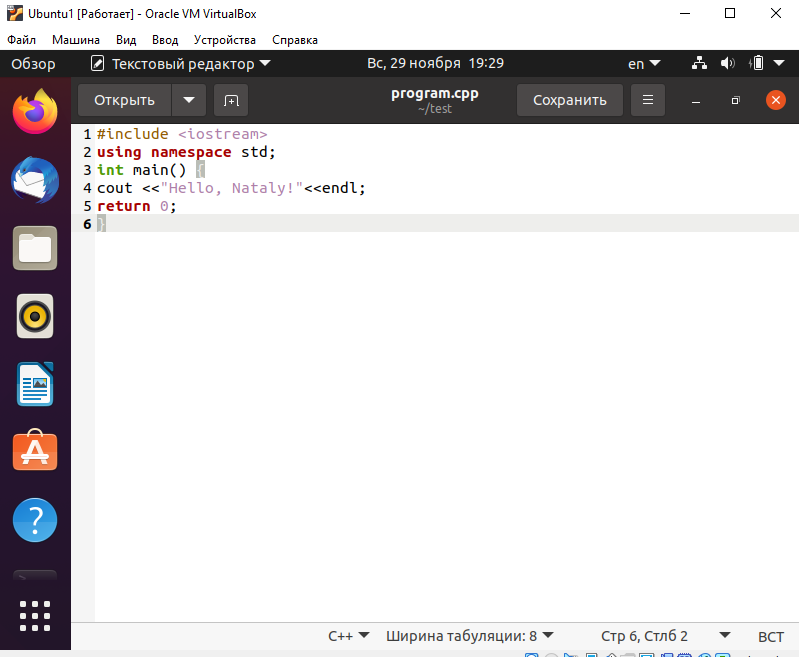 Ubuntu1 [Работает] - Oracle VM VirtualBox
Файл Машина Вид Ввод Устройства Справка
Обзор Текстовый редактор Вс, 29 ноября 19:29 en
Открыть program.cpp Сохранить
~/test
1 #include <iostream>
2 using namespace std;
3 int main() {
4 cout <<"Hello, Nataly!"<<endl;
5 return 0;
6 }
C++ Ширина табуляции: 8 Стр 6, Стлб 2 ВСТ